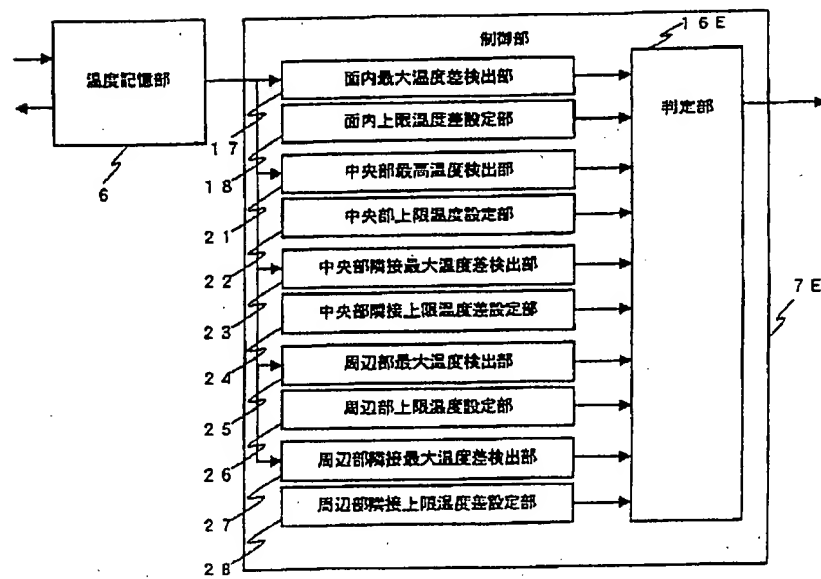 16E
制御部
温度記憶部
面内最大温度差検出部
判定部
面内上限温度差設定部
17
6
18
中央部最高温度検出部
21
中央部上限温度設定部
22
中央部隣接最大温度差検出部
7E
23
中央部隣接上限温度差設定部
24
周辺部最大温度検出部
25
周辺部上限温度設定部
26
周辺部隣接最大温度差検出部
27
周辺部隣接上限温度差設定部
28